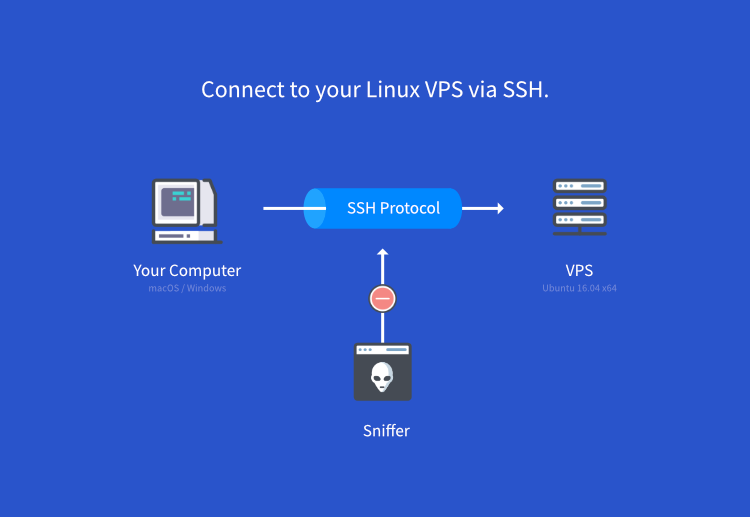 Connect to your Linux VPS via SSH.
SSH Protocol
Your Computer
macOS / Windows
VPS
Ubuntu 16.04 x64
Sniffer